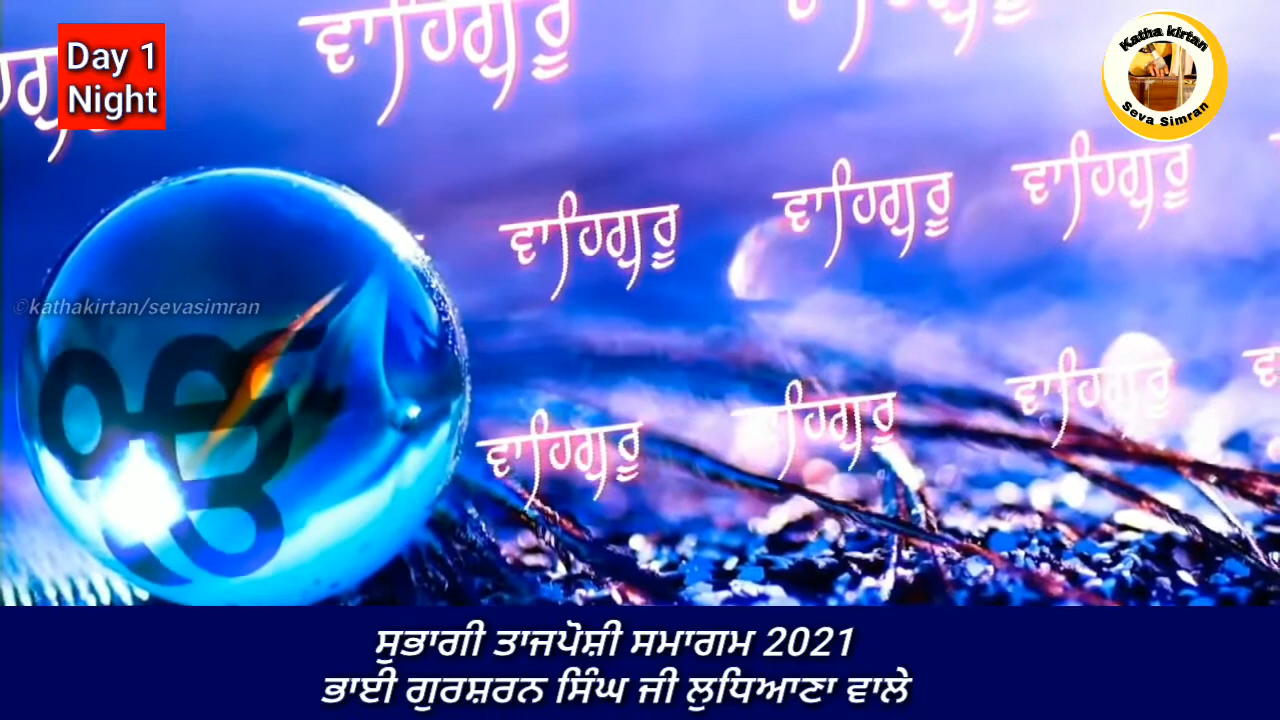 ਵਾਹਿਗੁਰੂ
Day 1
Night
Katha kirtan
Seva Simran
ਵਾਹਿਗੁਰੂ
ਵਾਹਿਗੁਰੂ
ਵਾਹਿਗੁਰੂ
©kathakirtan/sevasimran
ੴ
ਵਾਹਿਗੁਰੂ
ਵਾਹਿਗੁਰੂ
ਵਾਹਿਗੁਰੂ
ਸੁਭਾਗੀ ਤਾਜਪੋਸ਼ੀ ਸਮਾਗਮ 2021
ਭਾਈ ਗੁਰਸ਼ਰਨ ਸਿੰਘ ਜੀ ਲੁਧਿਆਣਾ ਵਾਲੇ